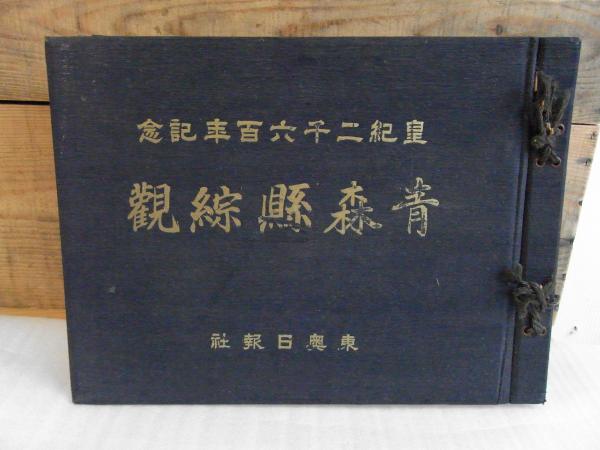 皇紀二千六百年記念
青森縣綜觀
東奥日報社